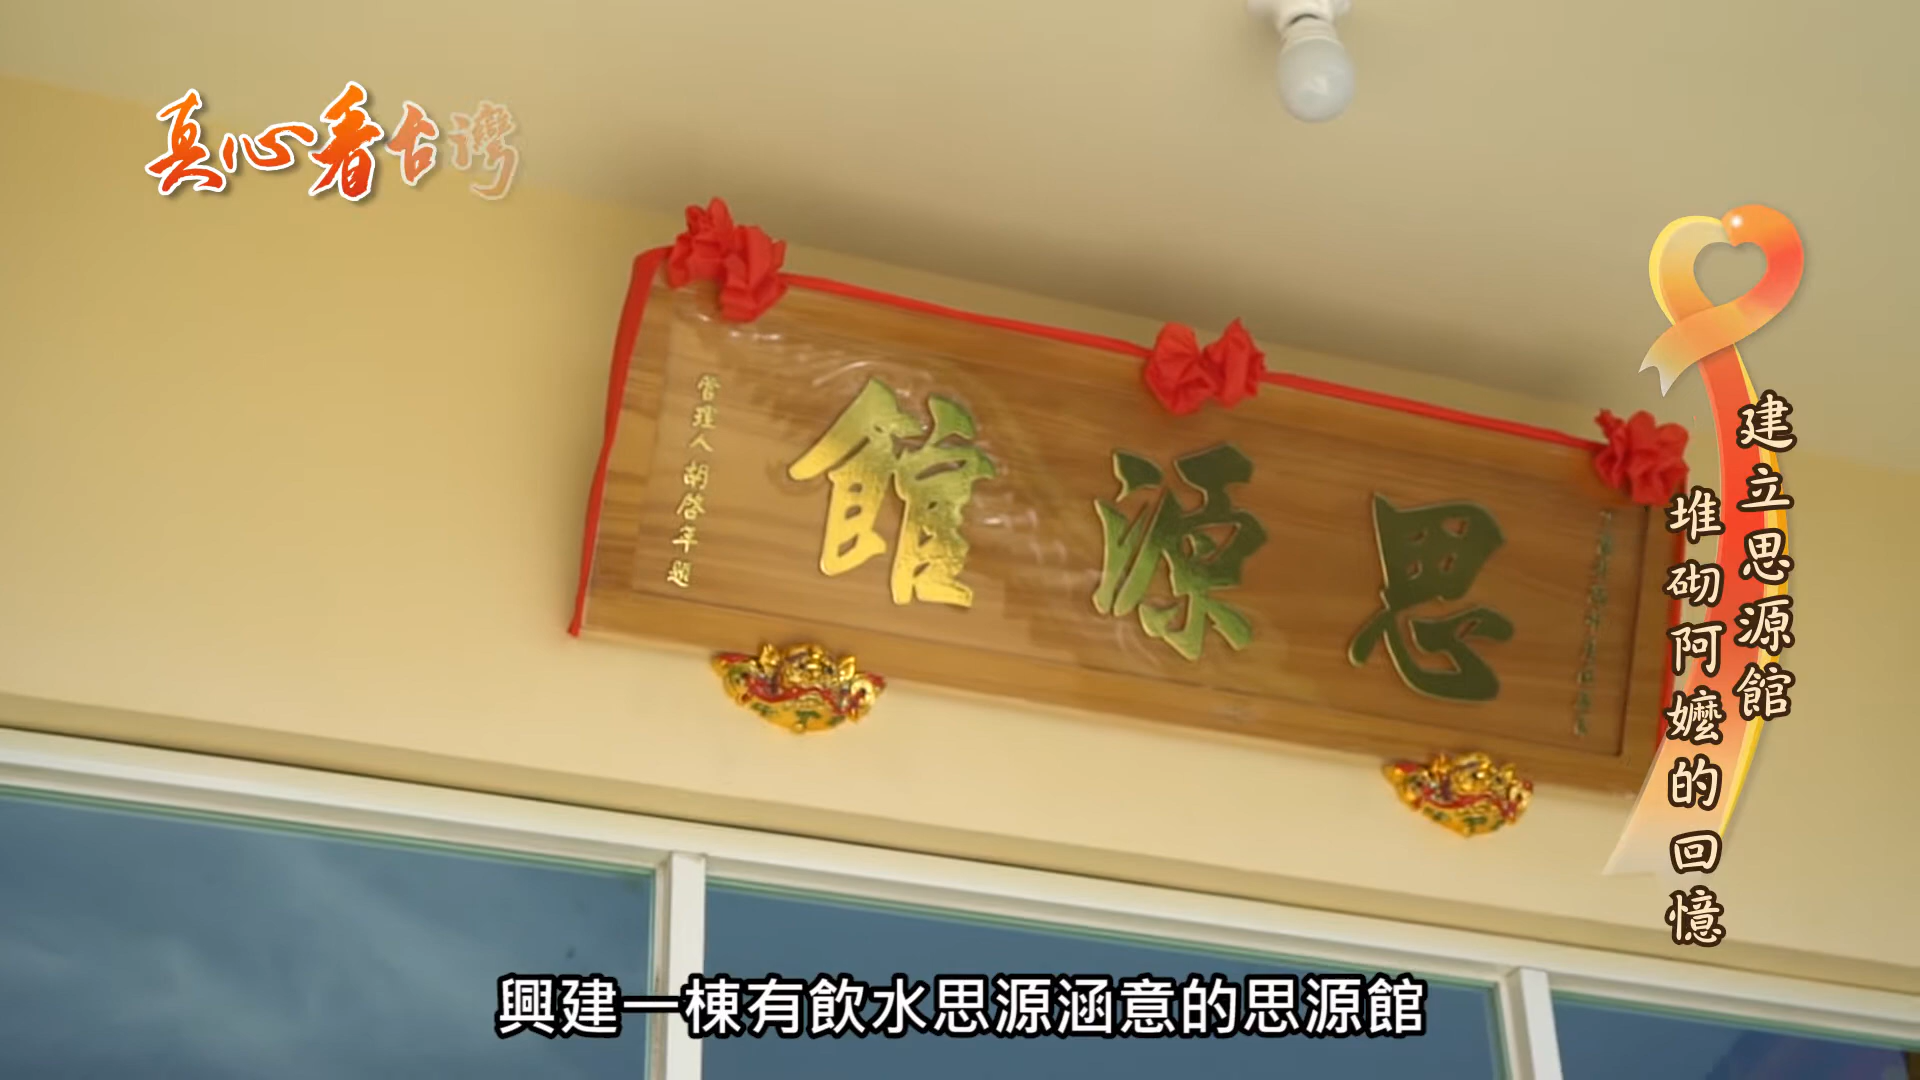 真心看台灣
建立思源館
堆砌阿嬤的回憶
思源館
管理人胡啓年題
興建一棟有飲水思源涵意的思源館